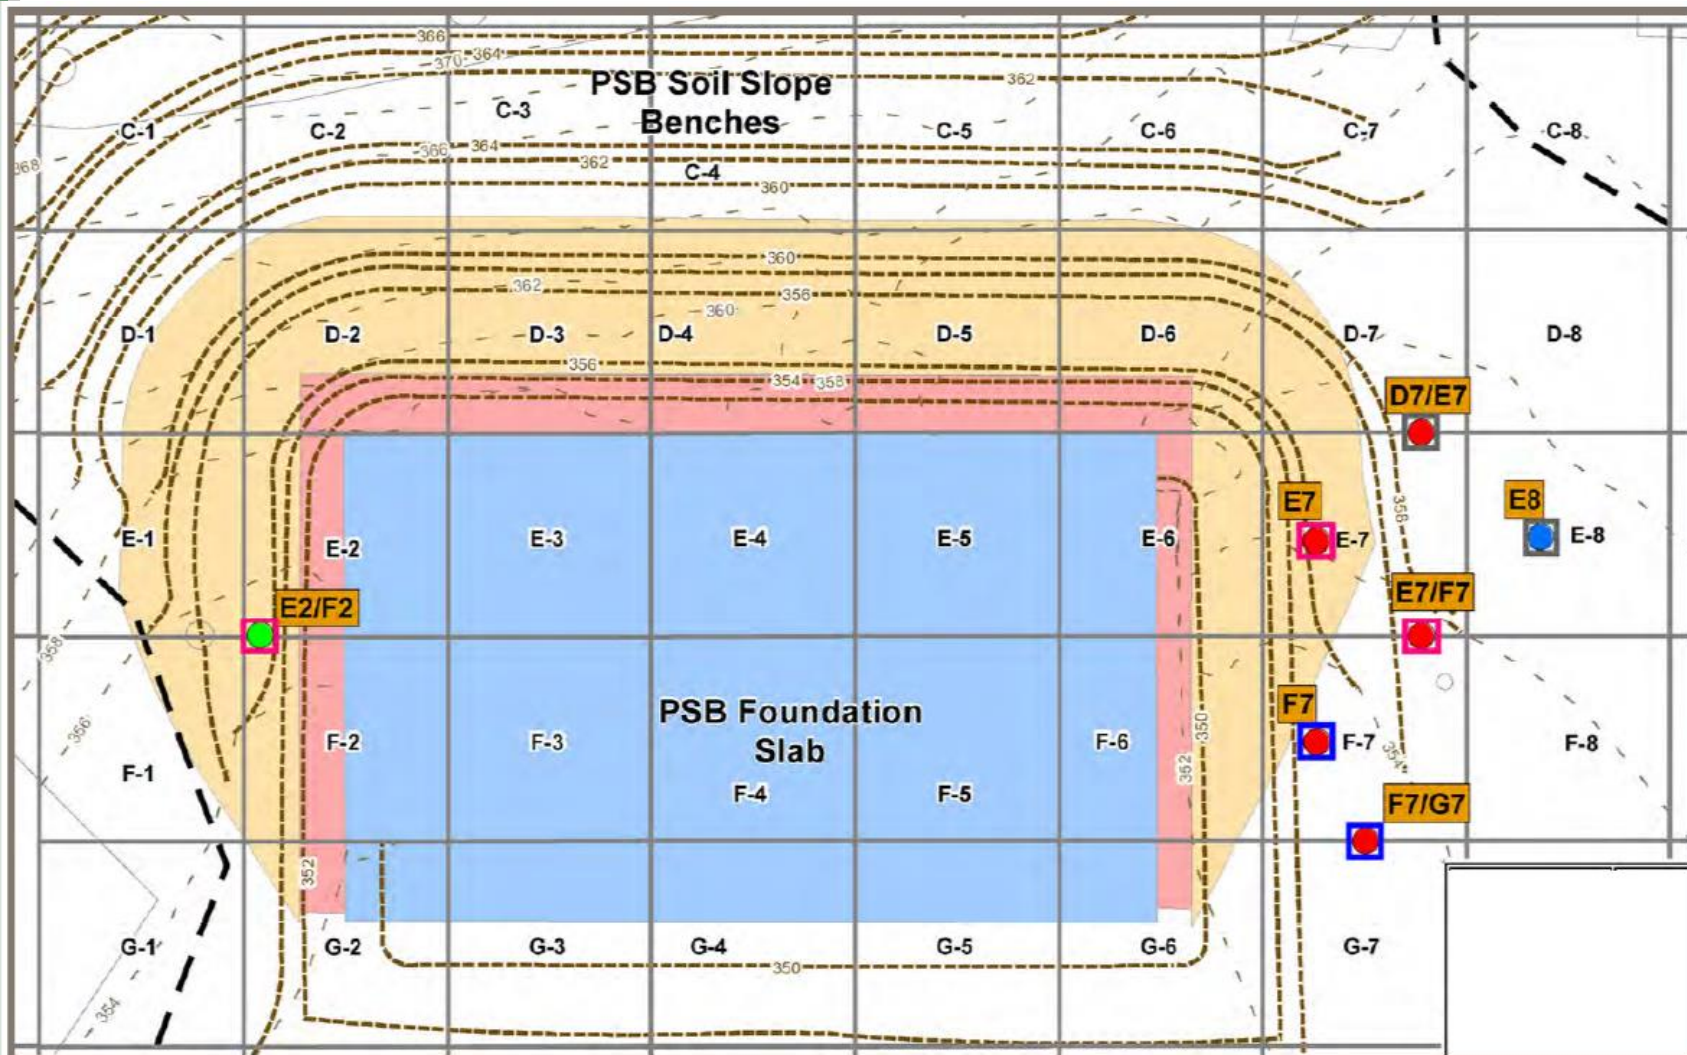 366
370
364
PSB Soil Slope
362
Benches
C-1
C-2
C-3
C-5
C-6
C-7
C-8
366
364
362
368
C-4
360
360
362
356
360
D-1
D-2
D-3
D-4
D-5
D-6
D-7
D-8
356
354
358
D7/E7
E7
E8
358
E-1
E-2
E-3
E-4
E-5
E-6
E-7
E-8
E2/F2
E7/F7
358
F7
PSB Foundation
Slab
350
356
F-2
F-3
F-6
F-7
F-8
354
352
F-1
F-4
F-5
F7/G7
352
G-1
G-2
G-3
G-4
G-5
G-6
G-7
350
354